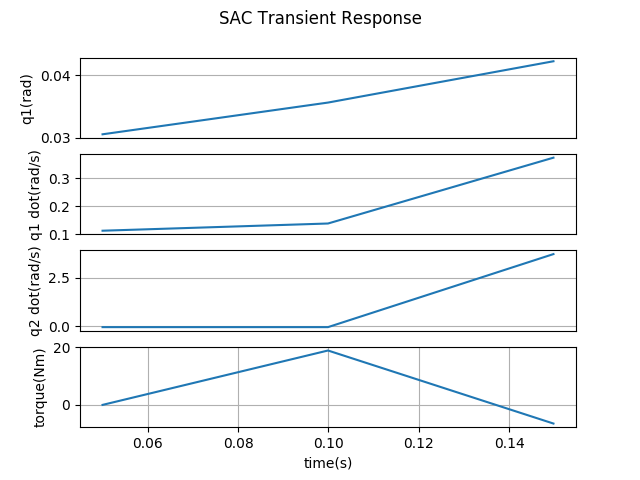 SAC Transient Response
q1(rad)
0.04
0.03
q1 dot(rad/s)
0.3
0.2
0.1
q2 dot(rad/s)
2.5
0.0
torque(Nm)
20
0
0.06 0.08 0.10 0.12 0.14
time(s)